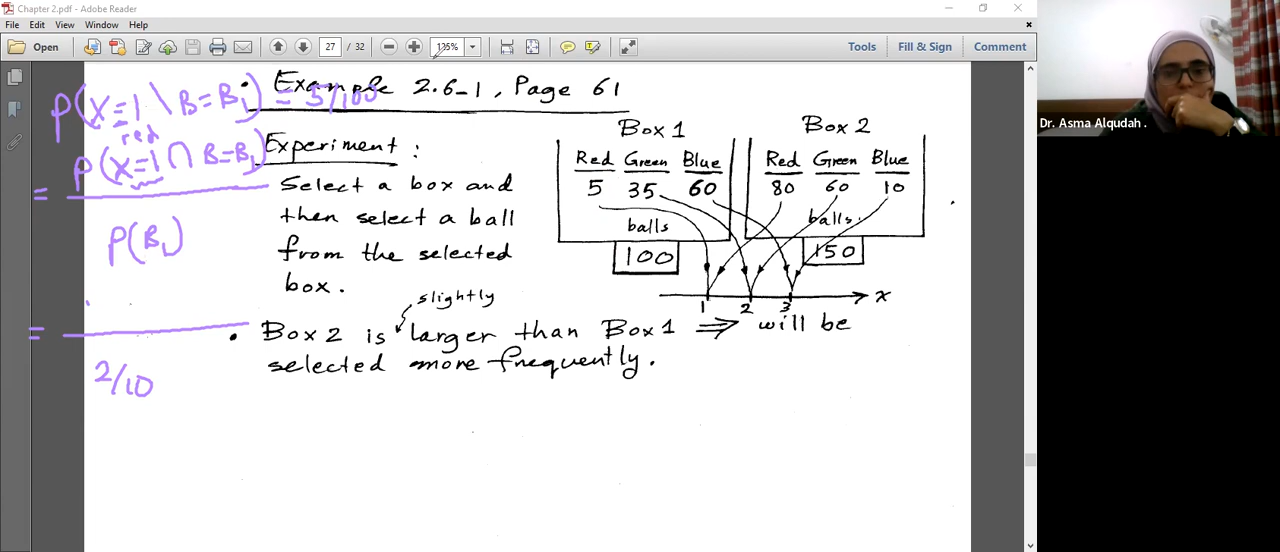 Chapter 2.pdf - Adobe Reader
File Edit View Window Help
Open 27 / 32 125% Tools Fill & Sign Comment
• Example 2.6-1, Page 61
P(X=1 \ B=B1) = 5/100
red
= P(X=1 ∩ B=B1)
P(B1)
=
2/10
Experiment :
Select a box and
then select a ball
from the selected
box.
Box 1 Box 2
Red Green Blue Red Green Blue
5 35 60 80 60 10
balls balls
100 150
1 2 3 x
slightly
• Box 2 is larger than Box 1 ⇒ will be
selected more frequently.
Dr. Asma Alqudah .